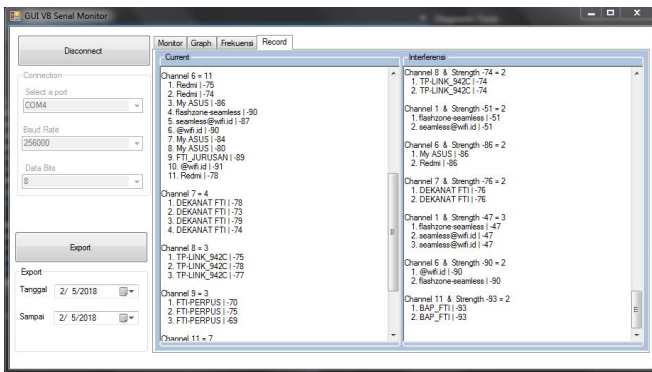 GUI VB Serial Monitor
Disconnect
Connection
Select a port
COM4
Baud Rate
256000
Data Bits
8
Export
Export
Tanggal 2/ 5/2018
Sampai 2/ 5/2018
Monitor Graph Frekuensi Record
Current
Channel 6 = 11
1. Redmi |-75
2. Redmi |-74
3. My ASUS |-86
4. flashzone-seamless |-90
5. seamless@wifi.id |-87
6. @wifi.id |-90
7. My ASUS |-84
8. My ASUS |-80
9. FTI_JURUSAN |-89
10. @wifi.id |-91
11. Redmi |-78
Channel 7 = 4
1. DEKANAT FTI |-78
2. DEKANAT FTI |-73
3. DEKANAT FTI |-79
4. DEKANAT FTI |-74
Channel 8 = 3
1. TP-LINK_942C |-75
2. TP-LINK_942C |-78
3. TP-LINK_942C |-77
Channel 9 = 3
1. FTI-PERPUS |-70
2. FTI-PERPUS |-75
3. FTI-PERPUS |-69
Channel 11 = 7
Interferensi
Channel 8 & Strength -74 = 2
1. TP-LINK_942C |-74
2. TP-LINK_942C |-74
Channel 1 & Strength -51 = 2
1. flashzone-seamless |-51
2. seamless@wifi.id |-51
Channel 6 & Strength -86 = 2
1. My ASUS |-86
2. Redmi |-86
Channel 7 & Strength -76 = 2
1. DEKANAT FTI |-76
2. DEKANAT FTI |-76
Channel 1 & Strength -47 = 3
1. flashzone-seamless |-47
2. seamless@wifi.id |-47
3. seamless@wifi.id |-47
Channel 6 & Strength -90 = 2
1. @wifi.id |-90
2. flashzone-seamless |-90
Channel 11 & Strength -93 = 2
1. BAP_FTI |-93
2. BAP_FTI |-93